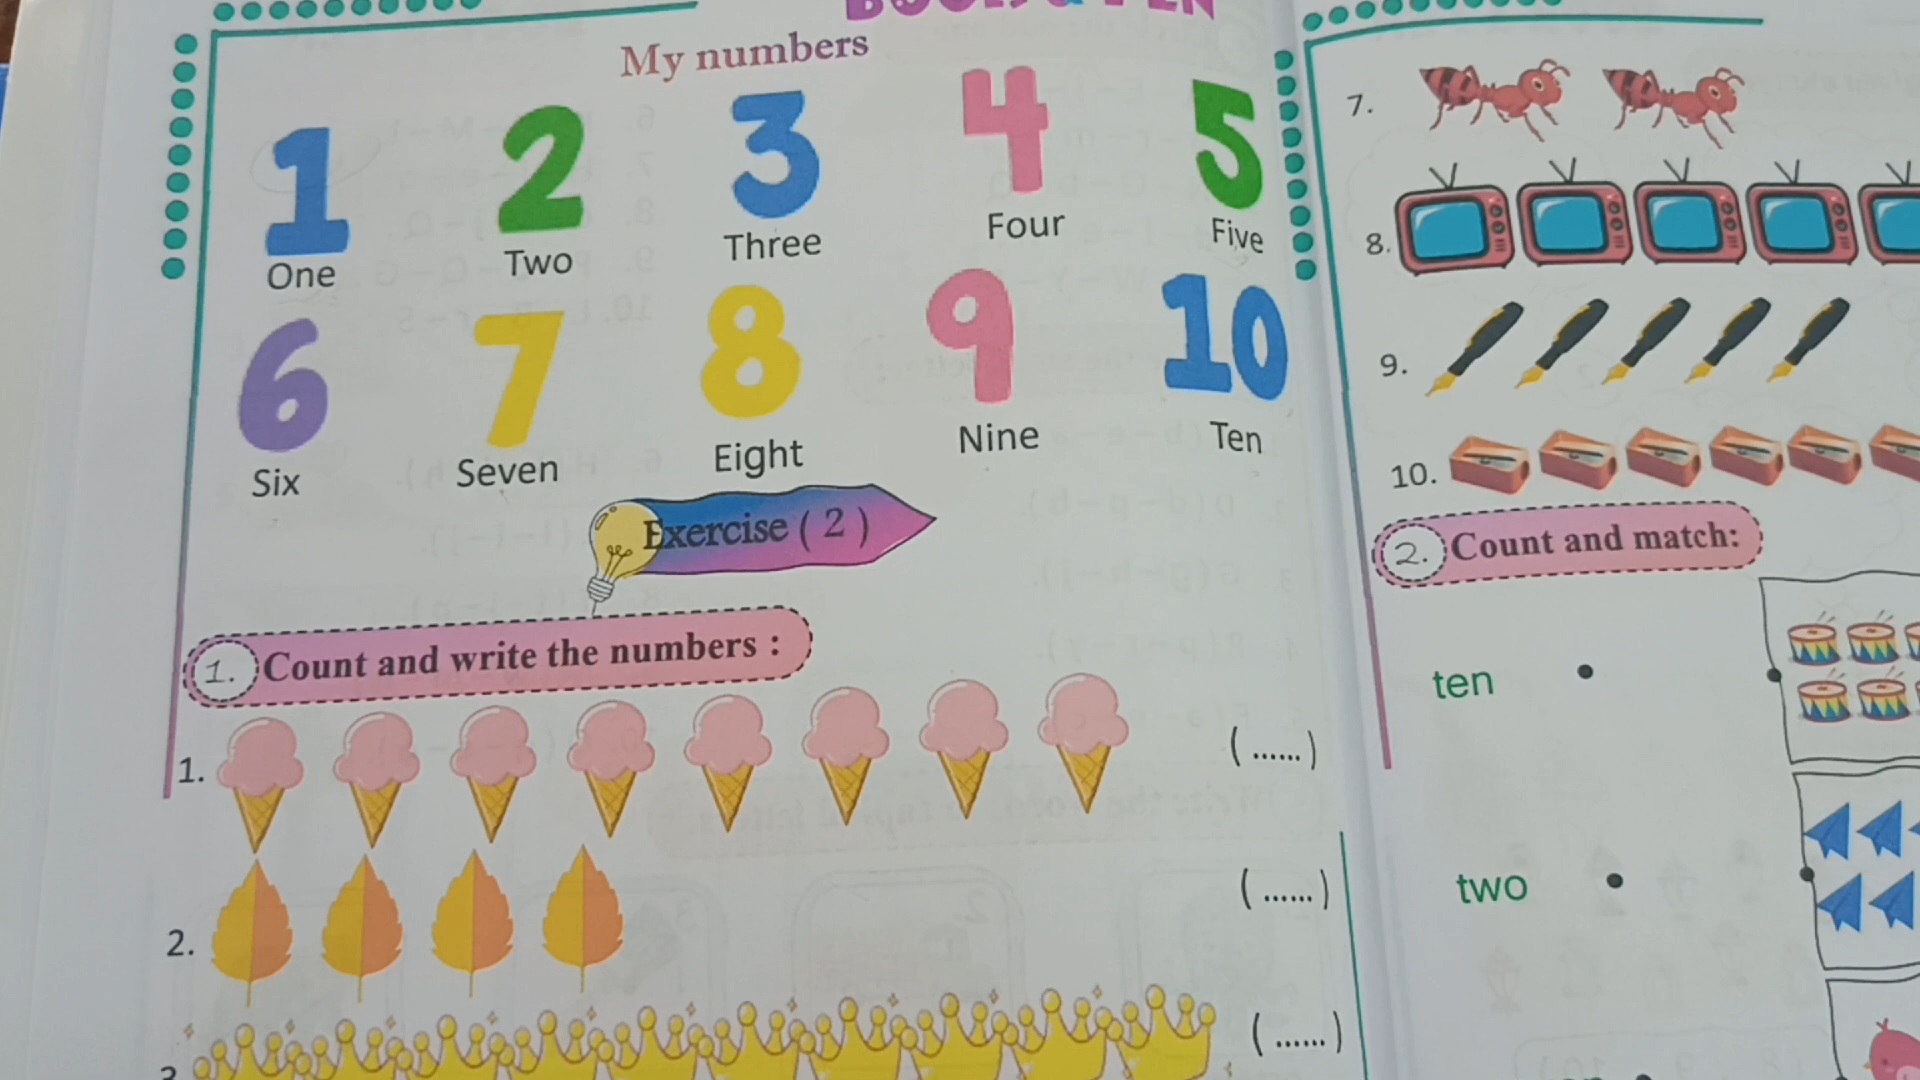 My numbers
1 2 3 4 5
One Two Three Four Five
6 7 8 9 10
Six Seven Eight Nine Ten
Exercise ( 2 )
1. Count and write the numbers :
1. (......)
2. (......)
(......)
7.
8.
9.
10.
2. Count and match:
ten
two